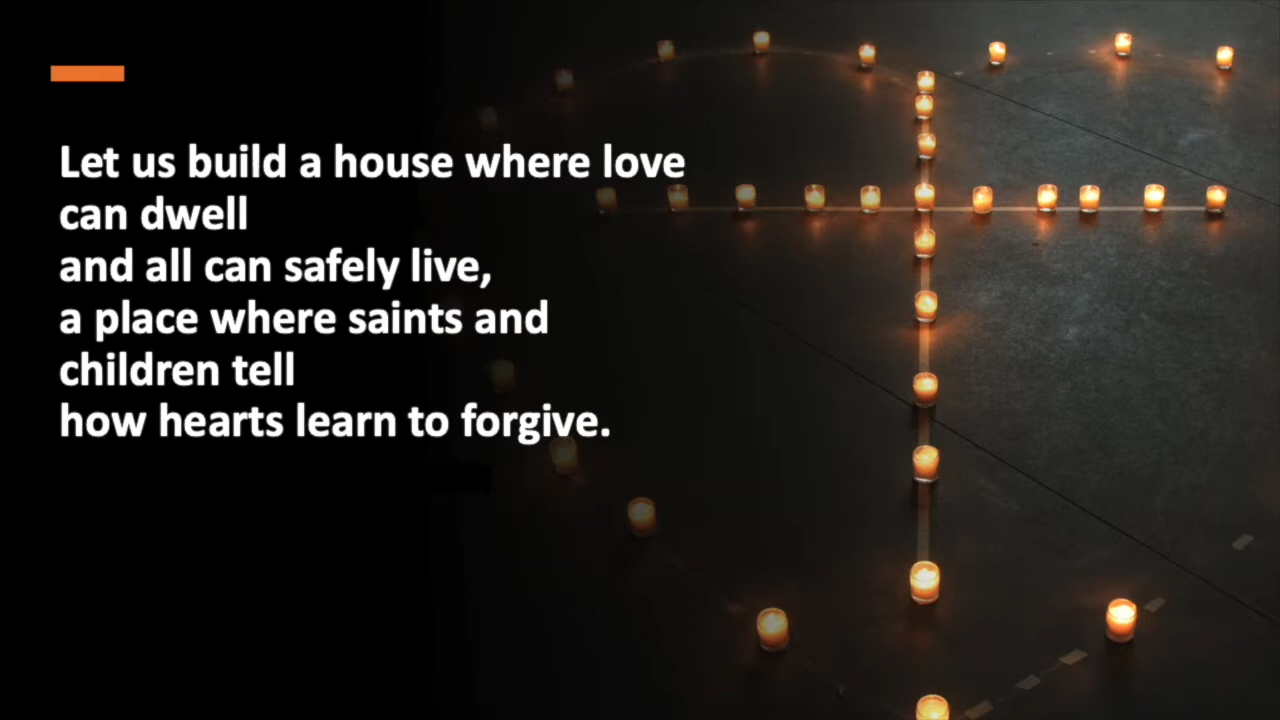 Let us build a house where love
can dwell
and all can safely live,
a place where saints and
children tell
how hearts learn to forgive.